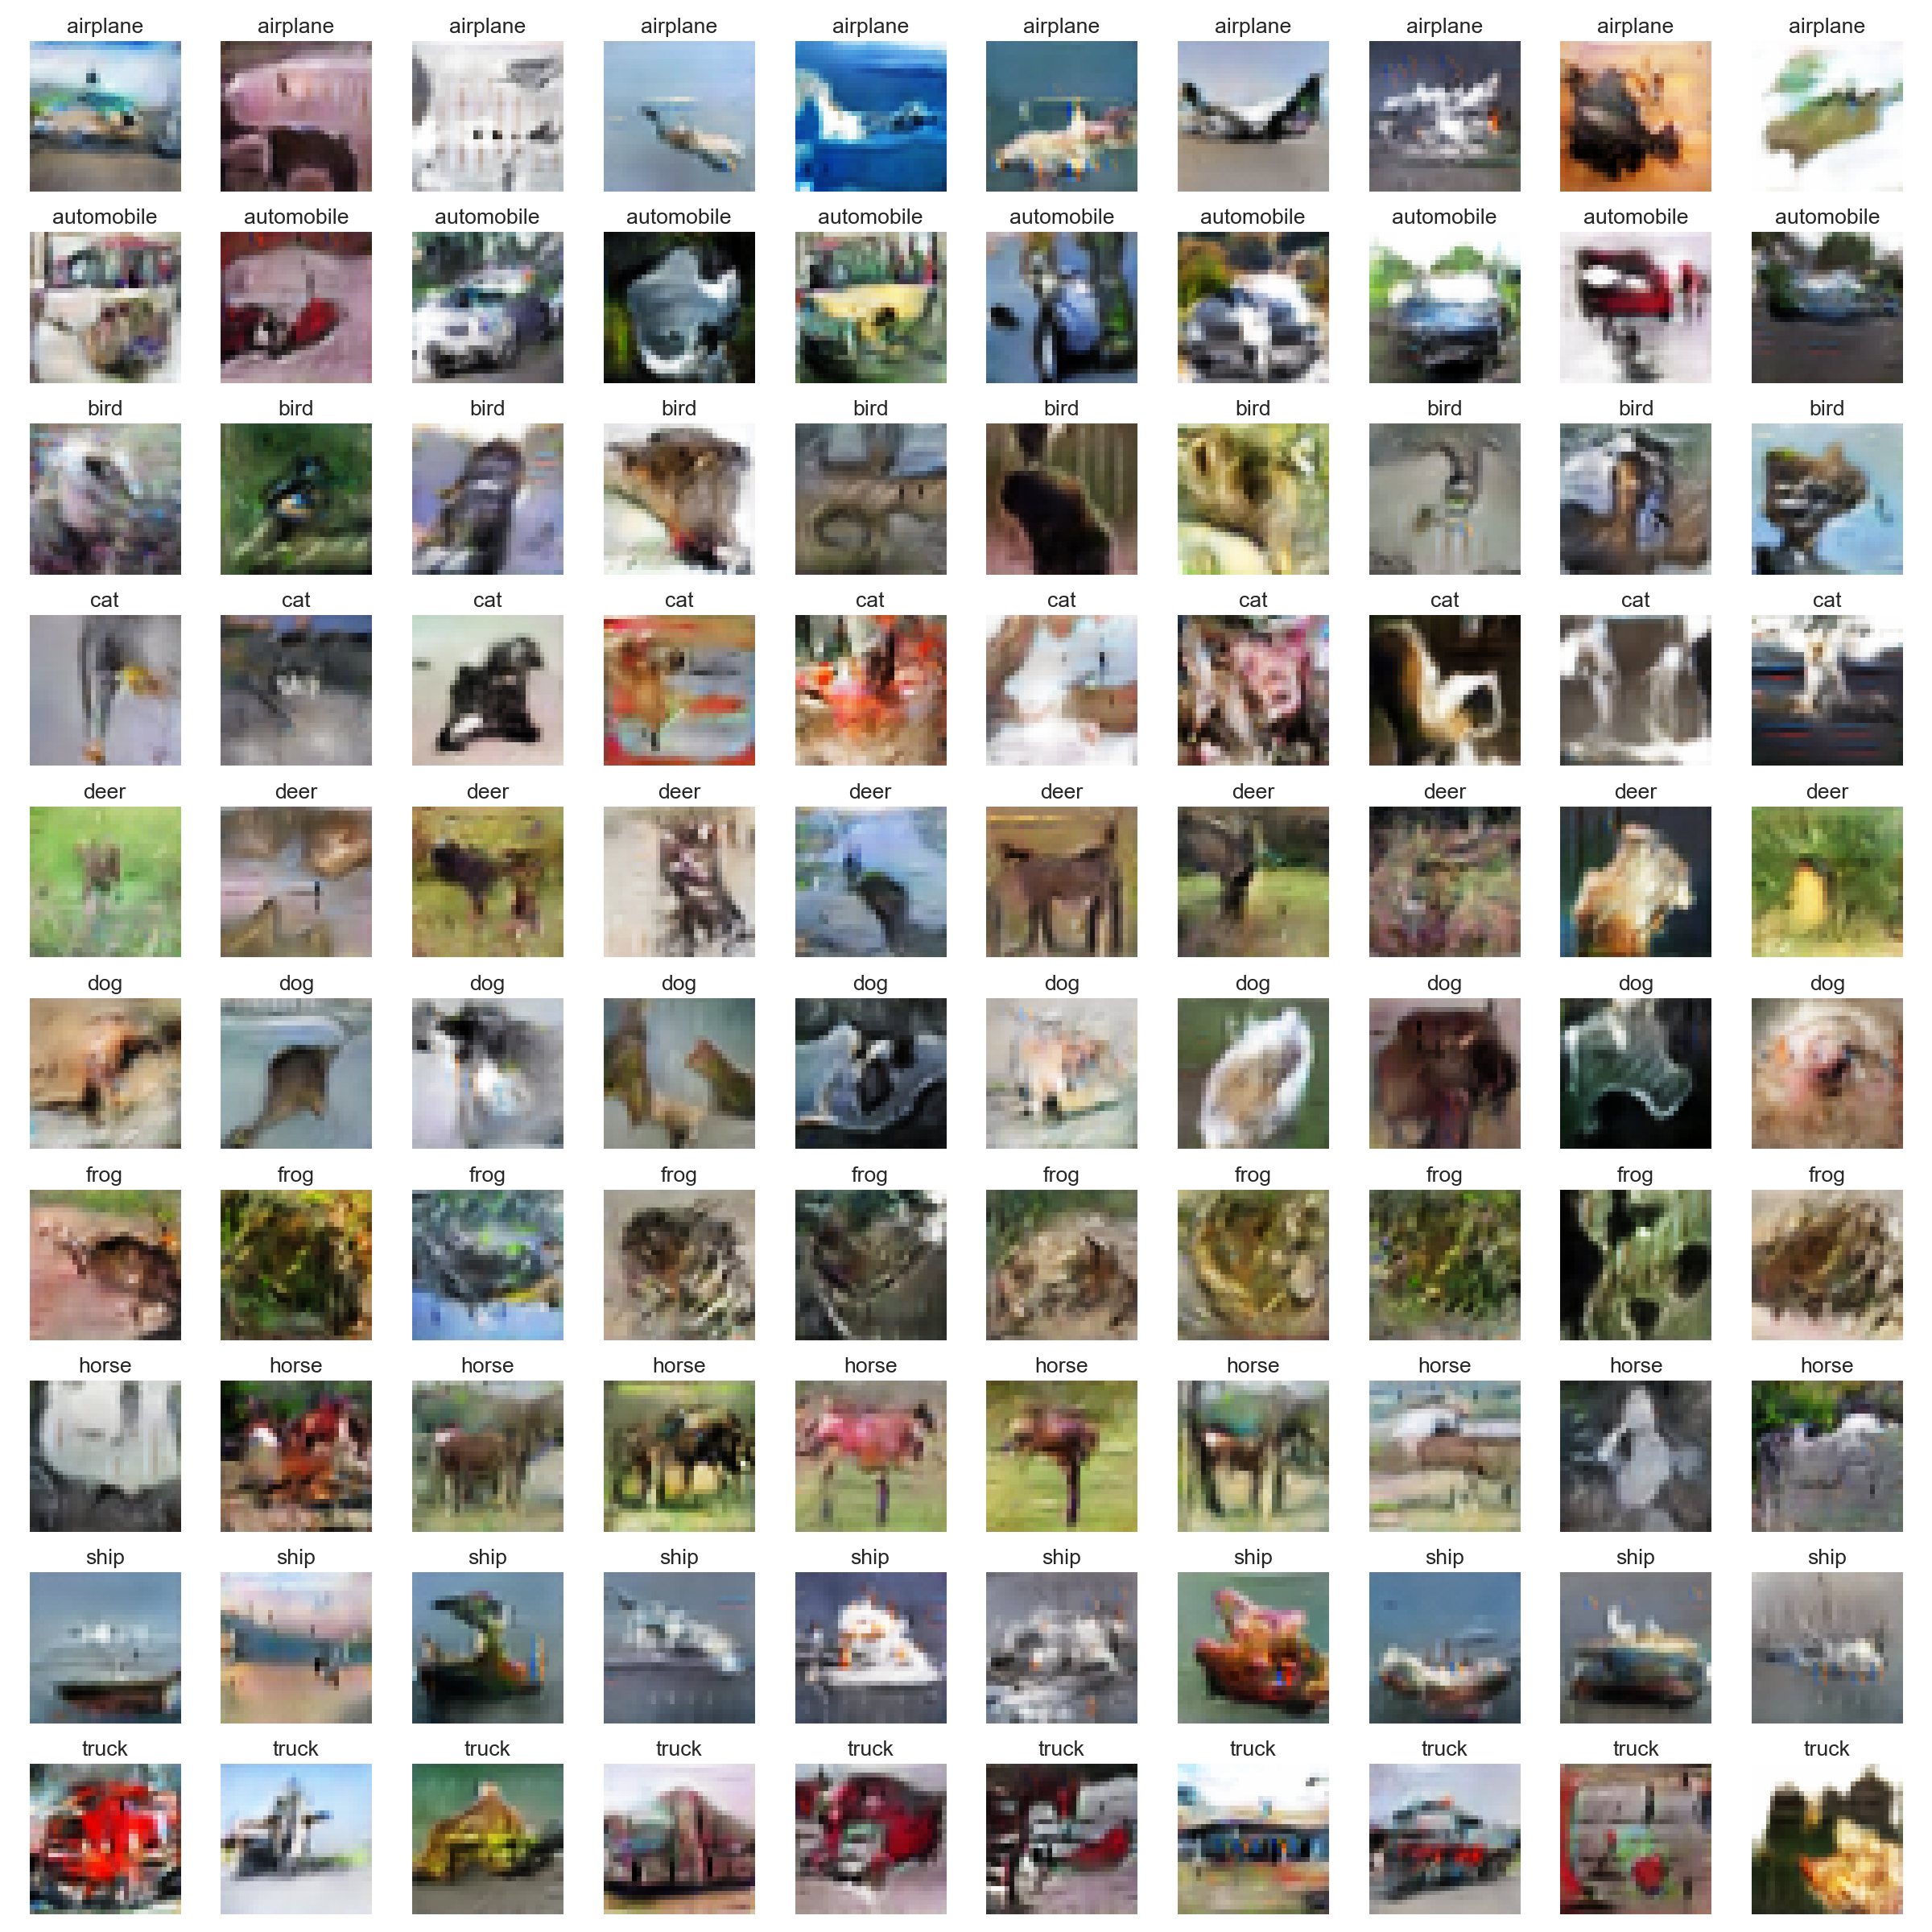 airplane airplane airplane airplane airplane airplane airplane airplane airplane airplane
automobile automobile automobile automobile automobile automobile automobile automobile automobile automobile
bird bird bird bird bird bird bird bird bird bird
cat cat cat cat cat cat cat cat cat cat
deer deer deer deer deer deer deer deer deer deer
dog dog dog dog dog dog dog dog dog dog
frog frog frog frog frog frog frog frog frog frog
horse horse horse horse horse horse horse horse horse horse
ship ship ship ship ship ship ship ship ship ship
truck truck truck truck truck truck truck truck truck truck